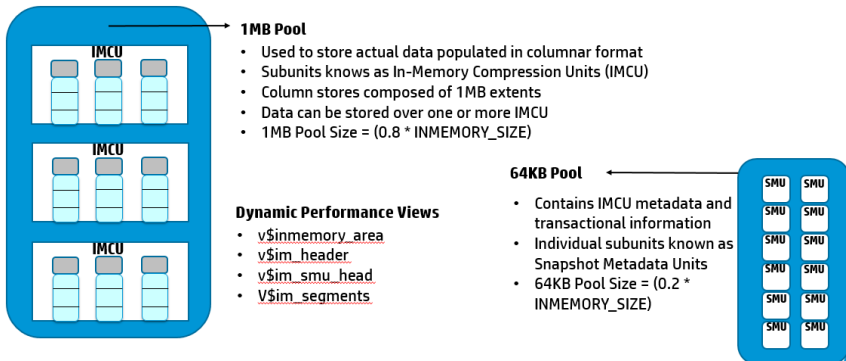 1MB Pool
IMCU
• Used to store actual data populated in columnar format
• Subunits knows as In-Memory Compression Units (IMCU)
• Column stores composed of 1MB extents
• Data can be stored over one or more IMCU
• 1MB Pool Size = (0.8 * INMEMORY_SIZE)
IMCU
IMCU
Dynamic Performance Views
• v$inmemory_area
• v$im_header
• v$im_smu_head
• V$im_segments
64KB Pool
• Contains IMCU metadata and
transactional information
• Individual subunits known as
Snapshot Metadata Units
• 64KB Pool Size = (0.2 *
INMEMORY_SIZE)
SMU SMU
SMU SMU
SMU SMU
SMU SMU
SMU SMU
SMU SMU